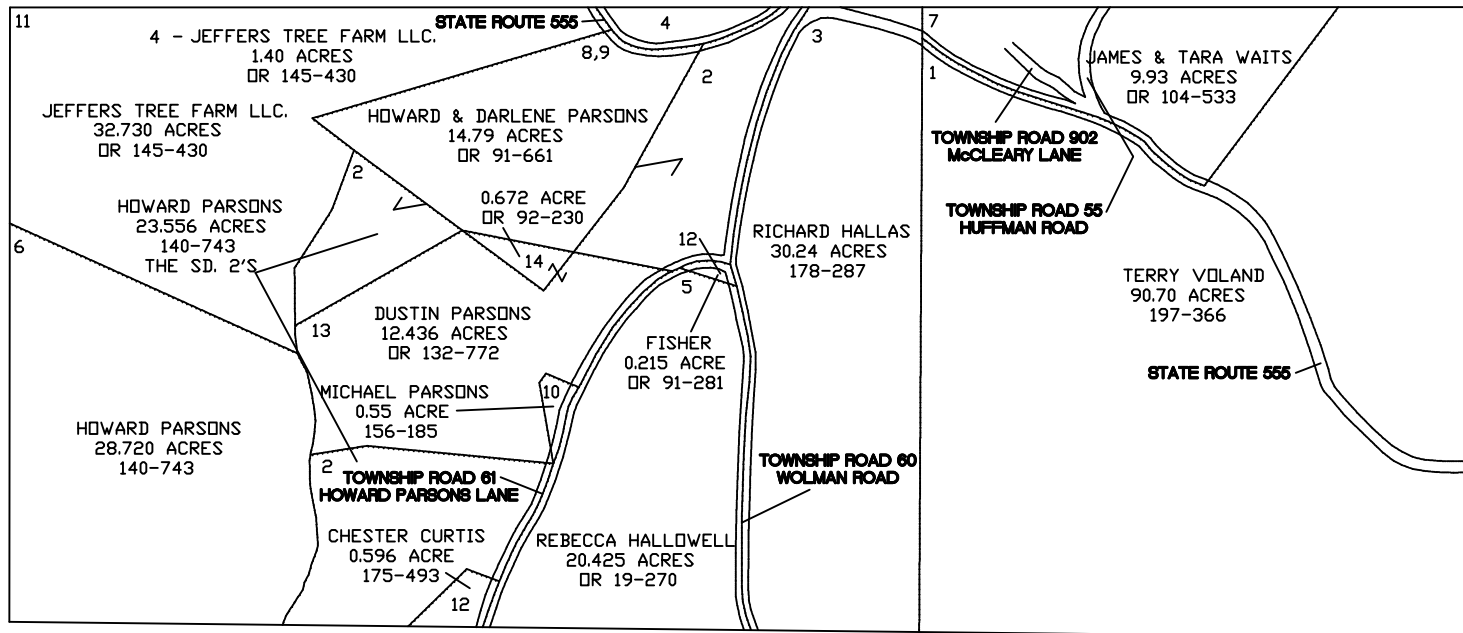 11
STATE ROUTE 555
4
4 - JEFFERS TREE FARM LLC.
1.40 ACRES
OR 145-430
8,9
3
7
1
2
JAMES & TARA WAITS
9.93 ACRES
OR 104-533
JEFFERS TREE FARM LLC.
32.730 ACRES
OR 145-430
HOWARD & DARLENE PARSONS
14.79 ACRES
OR 91-661
TOWNSHIP ROAD 902
McCLEARY LANE
2
HOWARD PARSONS
23.556 ACRES
140-743
THE SD. 2'S
0.672 ACRE
OR 92-230
14
TOWNSHIP ROAD 55
HUFFMAN ROAD
6
12
5
RICHARD HALLAS
30.24 ACRES
178-287
TERRY VOLAND
90.70 ACRES
197-366
13
DUSTIN PARSONS
12.436 ACRES
OR 132-772
FISHER
0.215 ACRE
OR 91-281
STATE ROUTE 555
MICHAEL PARSONS
0.55 ACRE
156-185
10
HOWARD PARSONS
28.720 ACRES
140-743
2
TOWNSHIP ROAD 61
HOWARD PARSONS LANE
TOWNSHIP ROAD 60
WOLMAN ROAD
CHESTER CURTIS
0.596 ACRE
175-493
12
REBECCA HALLOWELL
20.425 ACRES
OR 19-270